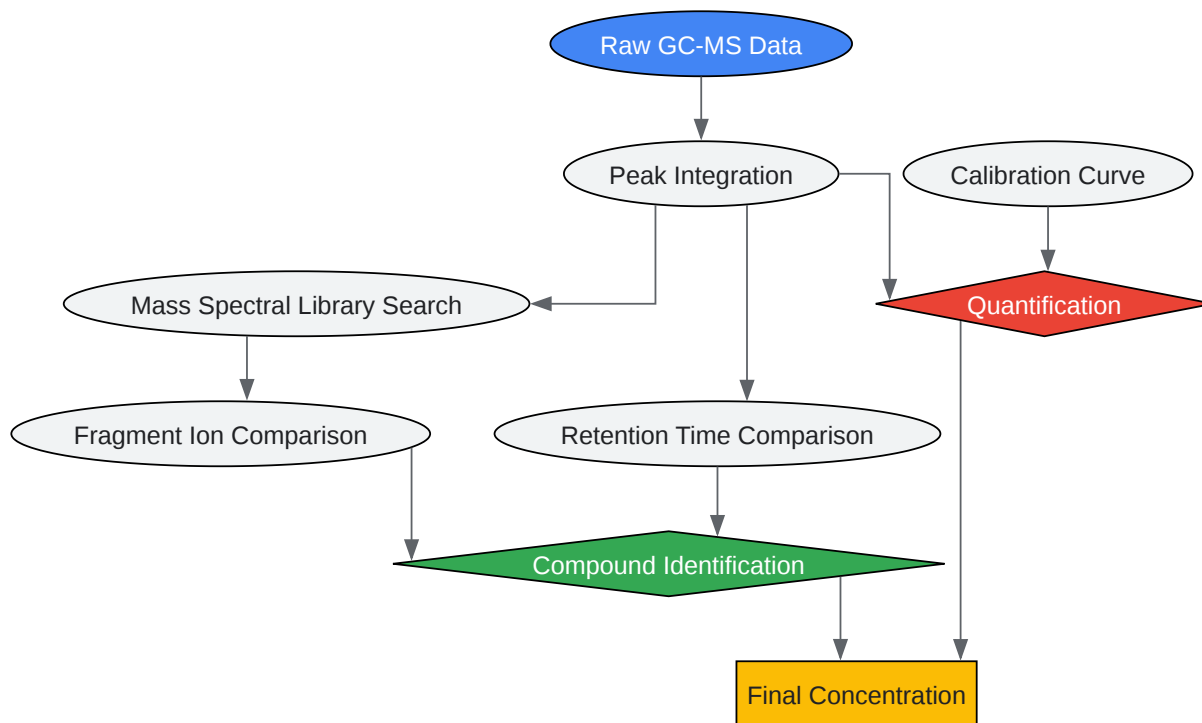 Raw GC-MS Data
Peak Integration
Calibration Curve
Mass Spectral Library Search
Quantification
Fragment Ion Comparison
Retention Time Comparison
Compound Identification
Final Concentration